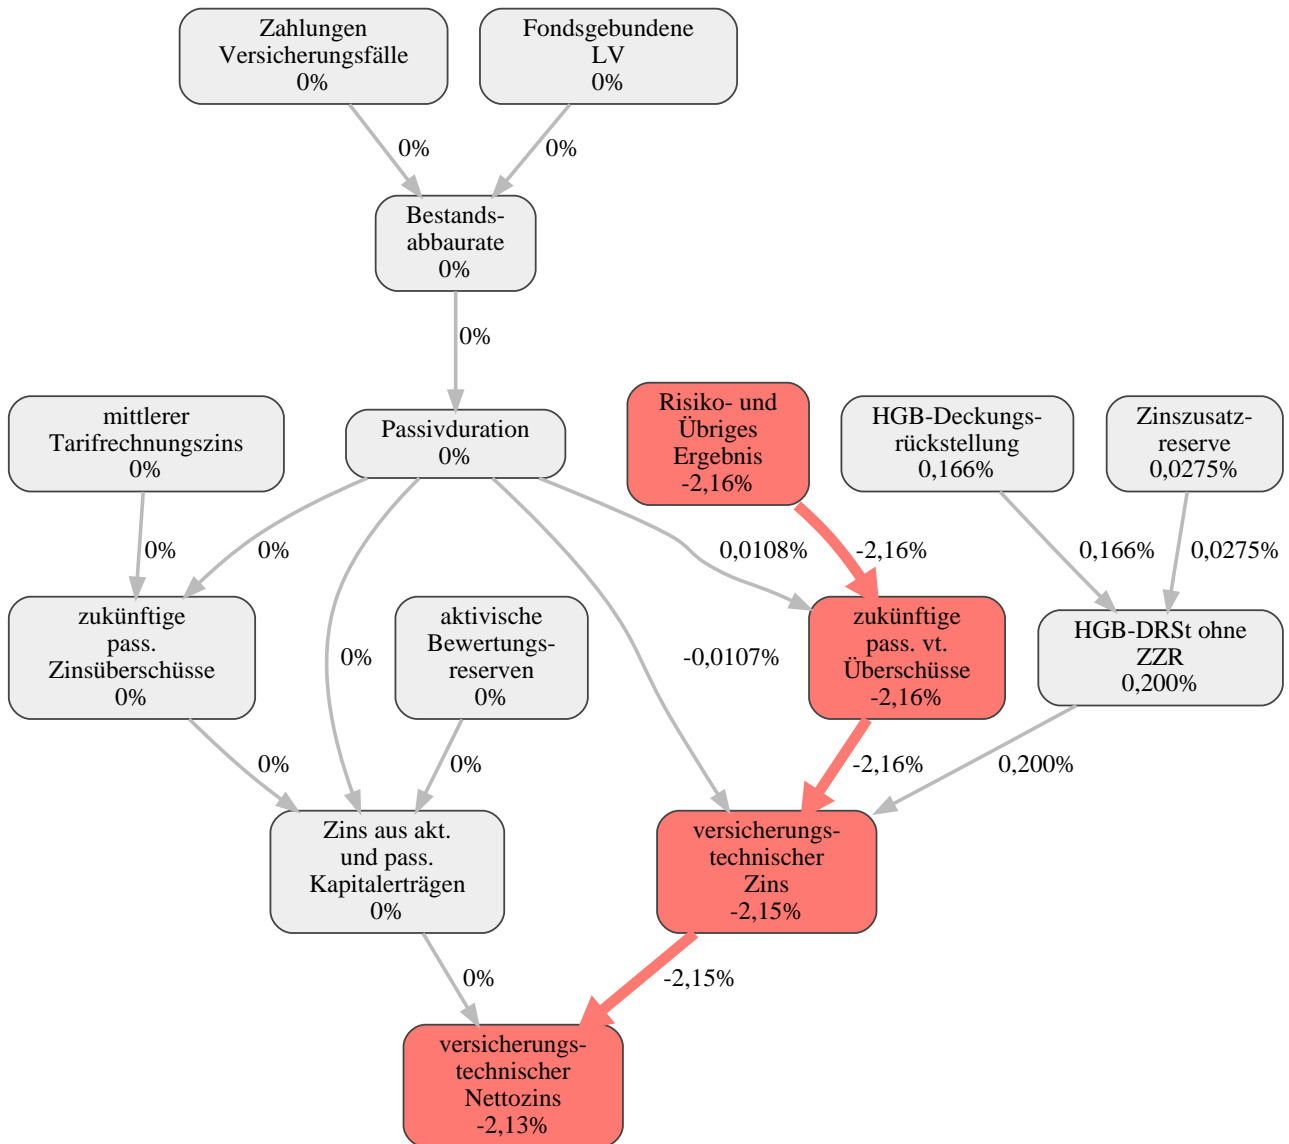 Zahlungen
Versicherungsfälle
0%
Fondsgebundene
LV
0%
0%
0%
Bestands-
abbaurate
0%
0%
mittlerer
Tarifrechnungszins
0%
Passivduration
0%
Risiko- und
Übriges
Ergebnis
-2,16%
HGB-Deckungs-
rückstellung
0,166%
Zinszusatz-
reserve
0,0275%
0%
0%
0,0108%
-2,16%
0,166%
0,0275%
zukünftige
pass.
Zinsüberschüsse
0%
0%
aktivische
Bewertungs-
reserven
0%
-0,0107%
zukünftige
pass. vt.
Überschüsse
-2,16%
HGB-DRSt ohne
ZZR
0,200%
0%
0%
-2,16%
0,200%
Zins aus akt.
und pass.
Kapitalerträgen
0%
versicherungs-
technischer
Zins
-2,15%
0%
-2,15%
versicherungs-
technischer
Nettozins
-2,13%